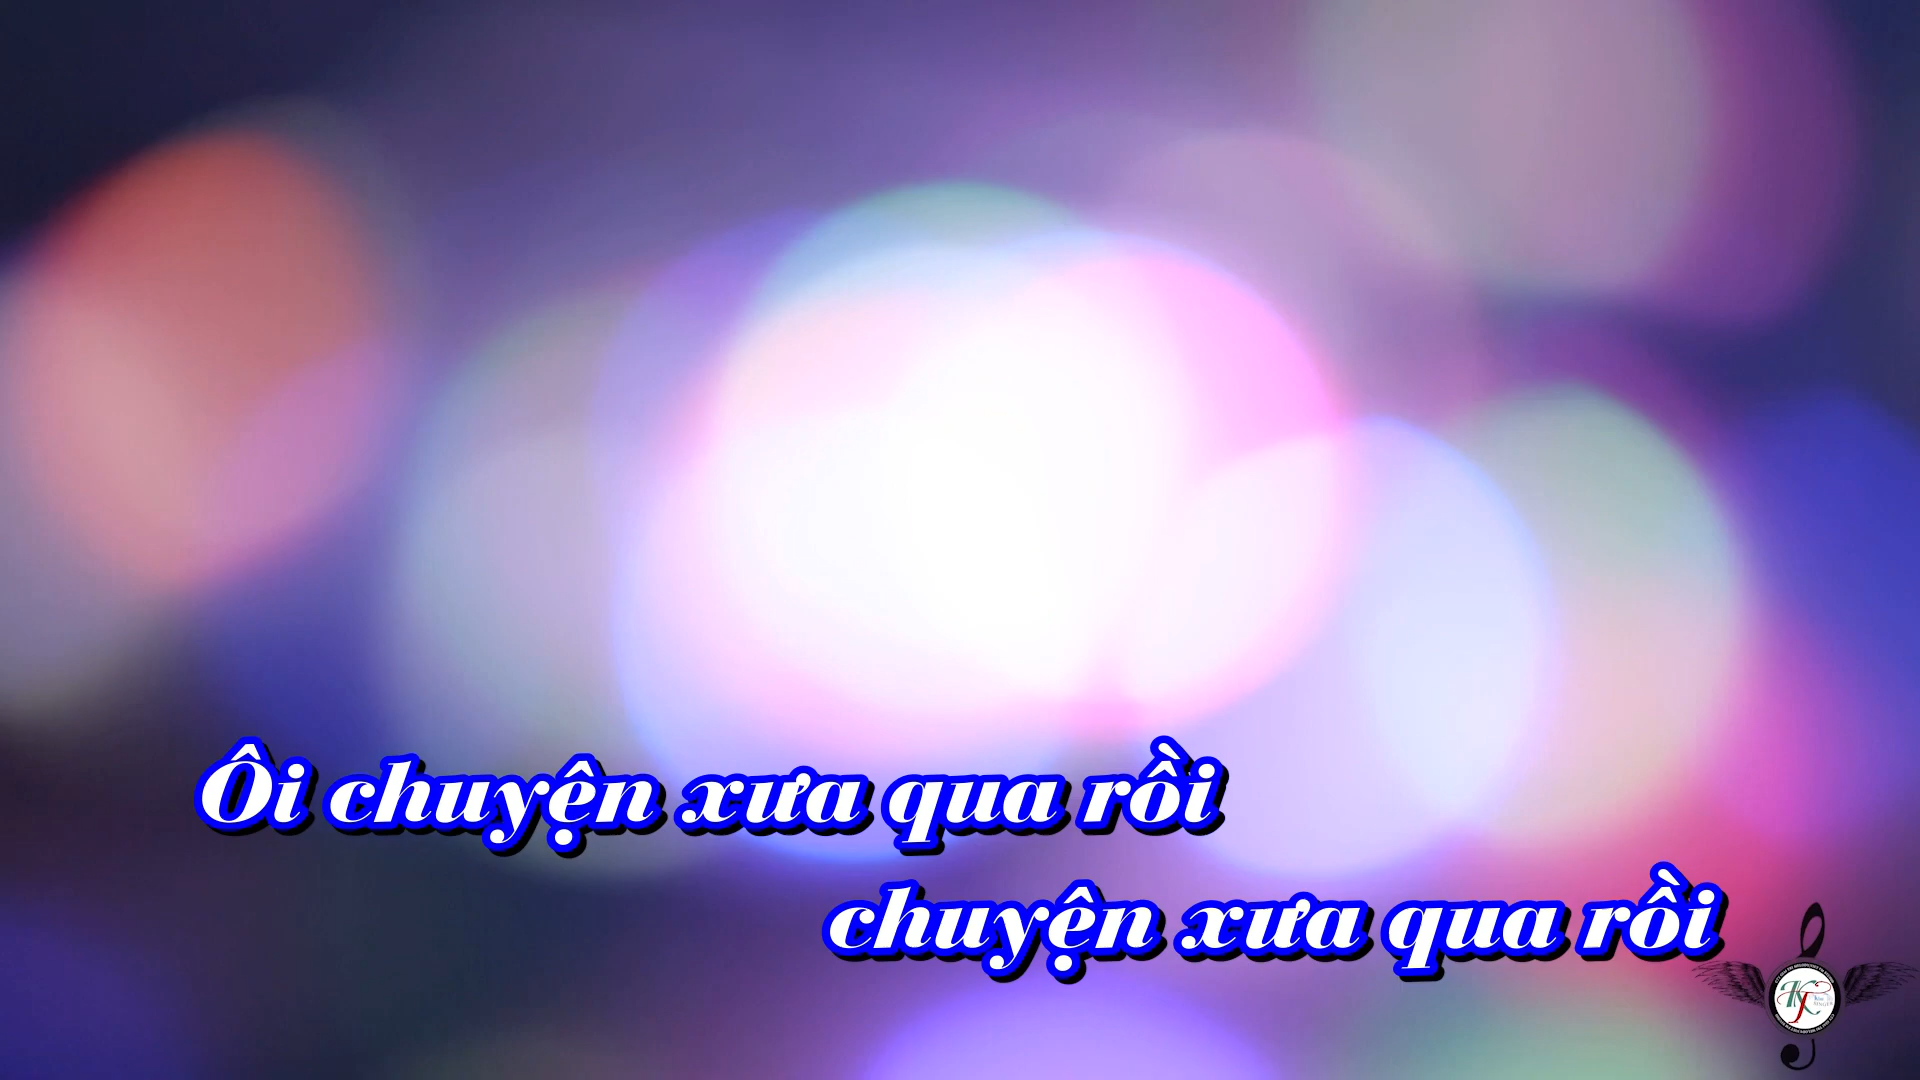 Ôi chuyện xưa qua rồi
chuyện xưa qua rồi